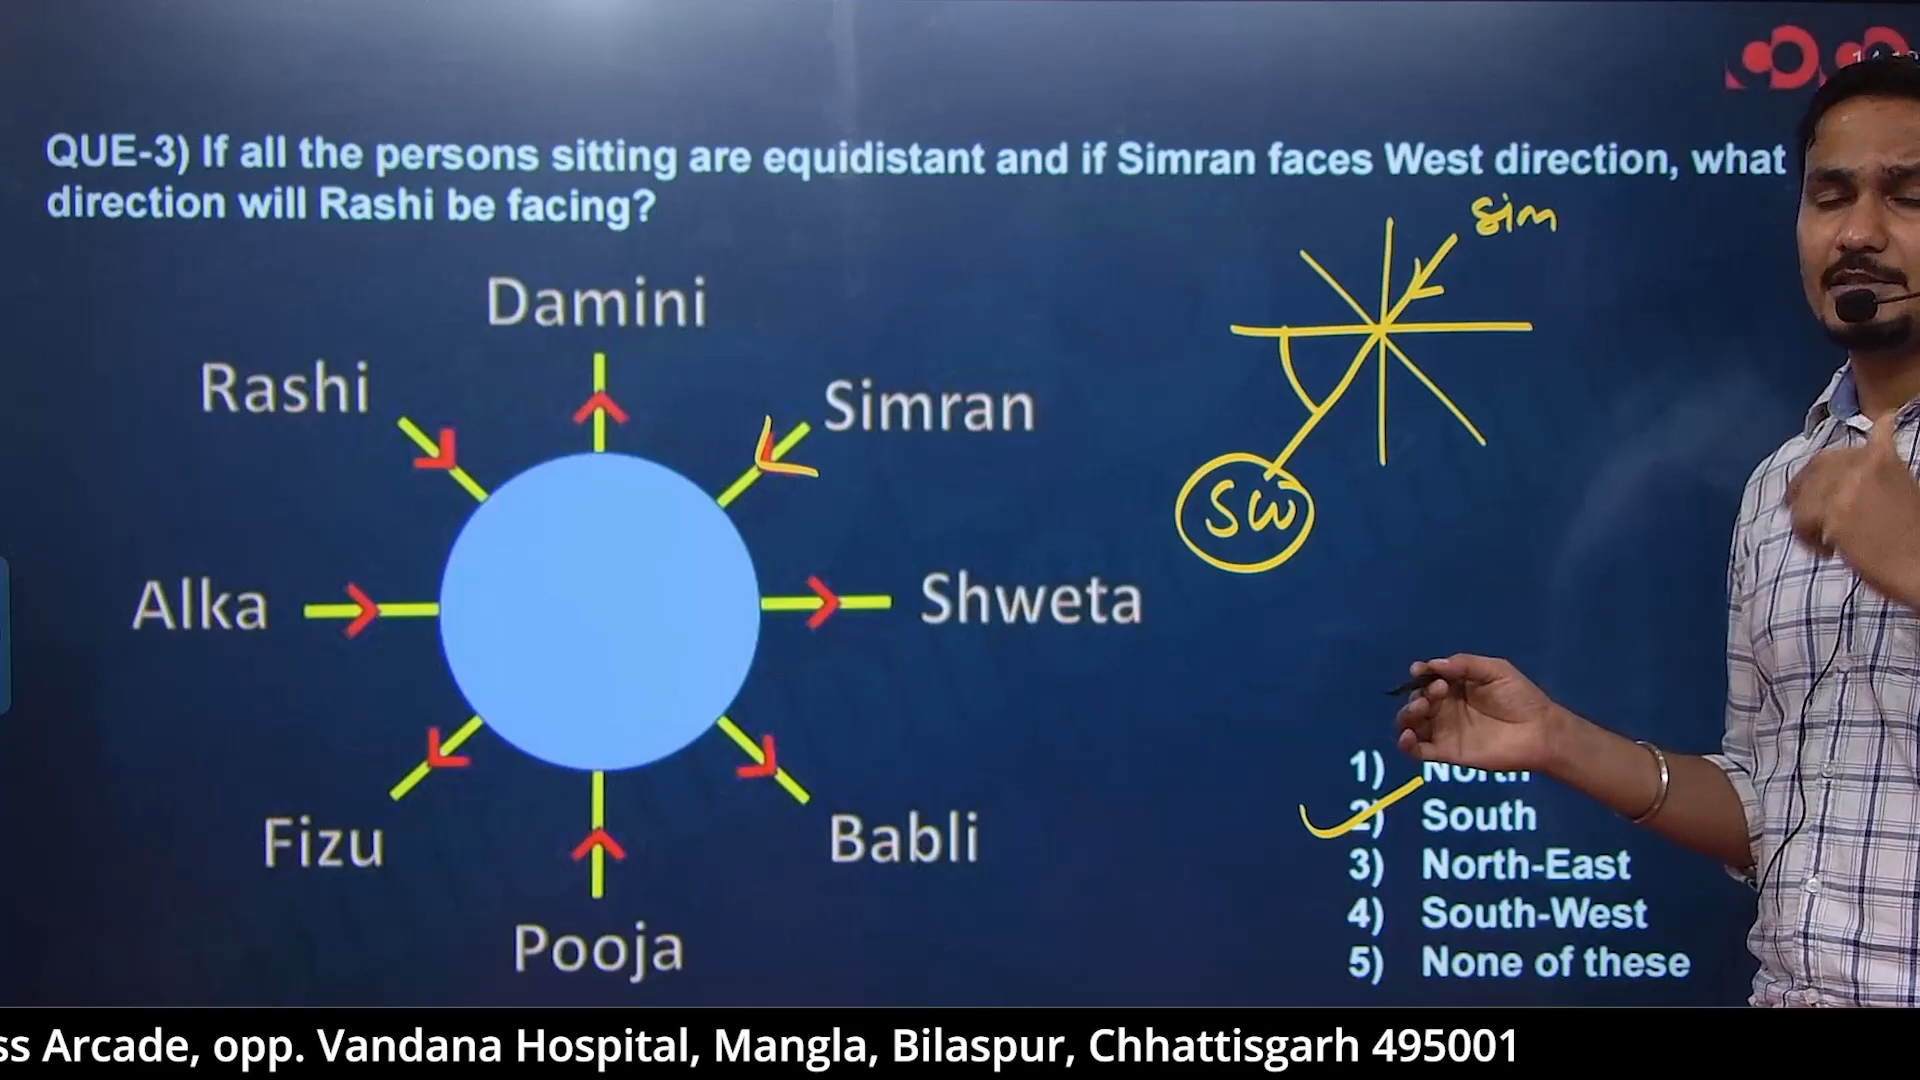 QUE-3) If all the persons sitting are equidistant and if Simran faces West direction, what
direction will Rashi be facing?
sim
Damini
Rashi
Simran
SW
Alka
Shweta
Fizu
Babli
Pooja
1) North
2) South
3) North-East
4) South-West
5) None of these
ss Arcade, opp. Vandana Hospital, Mangla, Bilaspur, Chhattisgarh 495001